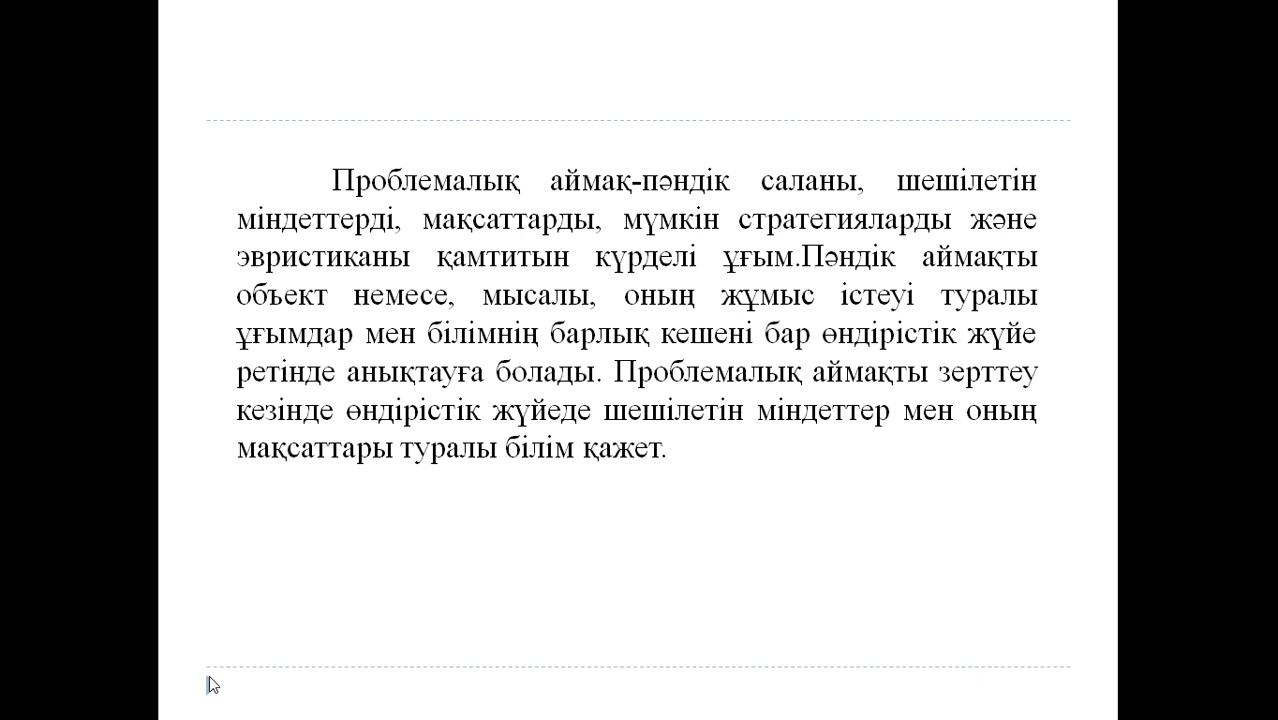 Проблемалық аймақ-пәндік саланы, шешілетін
міндеттерді, мақсаттарды, мүмкін стратегияларды және
эвристиканы қамтитын күрделі ұғым.Пәндік аймақты
объект немесе, мысалы, оның жұмыс істеуі туралы
ұғымдар мен білімнің барлық кешені бар өндірістік жүйе
ретінде анықтауға болады. Проблемалық аймақты зерттеу
кезінде өндірістік жүйеде шешілетін міндеттер мен оның
мақсаттары туралы білім қажет.